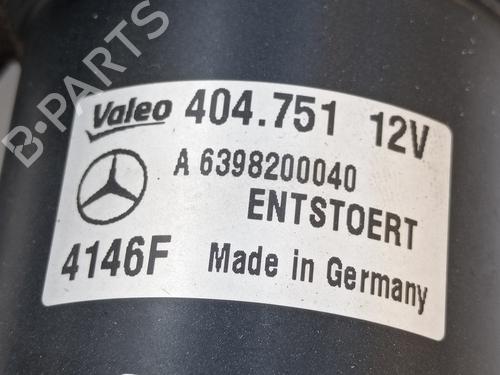 B-PARTS
Valeo 404.751 12V
A 6398200040
ENTSTOERT
4146F Made in Germany